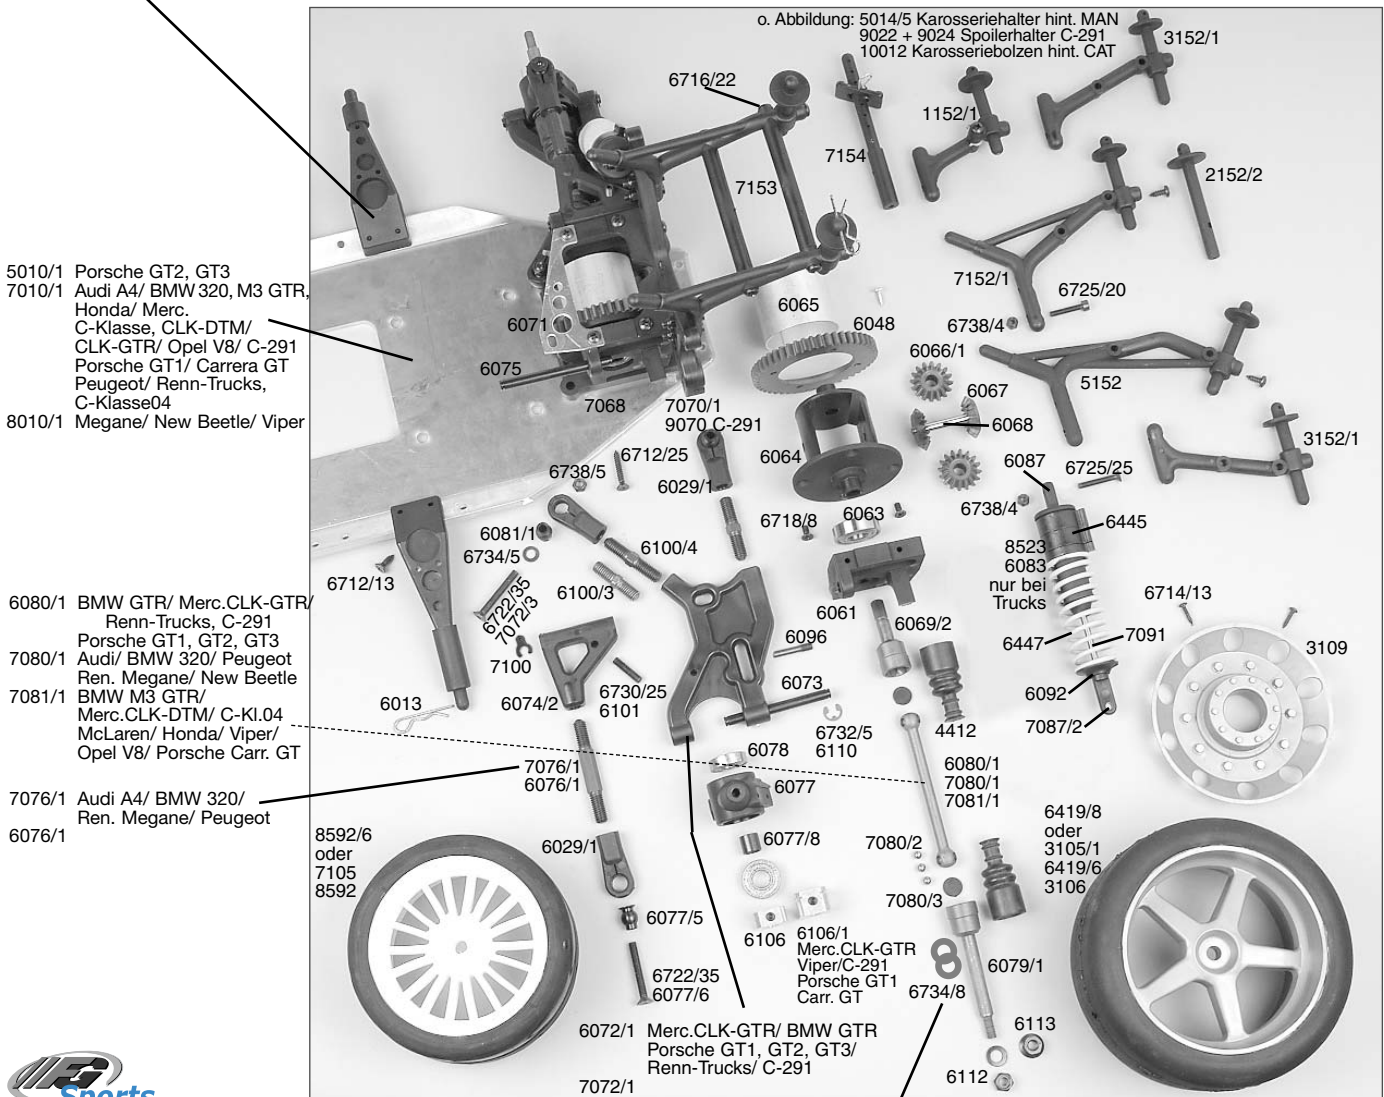 o. Abbildung: 5014/5 Karosseriehalter hint. MAN
9022 + 9024 Spoilerhalter C-291
10012 Karosseriebolzen hint. CAT
3152/1
6716/22
1152/1
7154
7153
2152/2
5010/1 Porsche GT2, GT3
7010/1 Audi A4/ BMW 320, M3 GTR,
Honda/ Merc.
C-Klasse, CLK-DTM/
CLK-GTR/ Opel V8/ C-291
Porsche GT1/ Carrera GT
Peugeot/ Renn-Trucks,
C-Klasse04
8010/1 Megane/ New Beetle/ Viper
7152/1
6725/20
6065
6048
6071
6738/4
6066/1
6075
5152
6067
7068
7070/1
9070 C-291
6068
3152/1
6712/25
6064
6738/5
6087
6725/25
6029/1
6063
6738/4
6718/8
6445
6081/1
6100/4
8523
6083
nur bei
Trucks
6734/5
6712/13
6100/3
6722/35
7072/3
6061
6714/13
6080/1 BMW GTR/ Merc.CLK-GTR/
Renn-Trucks, C-291
Porsche GT1, GT2, GT3
7080/1 Audi/ BMW 320/ Peugeot
Ren. Megane/ New Beetle
7081/1 BMW M3 GTR/
Merc.CLK-DTM/ C-Kl.04
McLaren/ Honda/ Viper/
Opel V8/ Porsche Carr. GT
6069/2
6096
6447
7091
3109
7100
6730/25
6101
6073
6092
6013
6074/2
6732/5
6110
4412
7087/2
6078
7076/1
6076/1
6077
6080/1
7080/1
7081/1
7076/1 Audi A4/ BMW 320/
Ren. Megane/ Peugeot
6076/1
6419/8
oder
3105/1
6419/6
3106
8592/6
oder
7105
8592
6029/1
6077/8
7080/2
7080/3
6077/5
6106
6106/1
Merc.CLK-GTR
Viper/C-291
Porsche GT1
Carr. GT
6079/1
6722/35
6077/6
6734/8
6072/1 Merc.CLK-GTR/ BMW GTR
Porsche GT1, GT2, GT3/
Renn-Trucks/ C-291
6113
6112
7072/1
FG
Sports